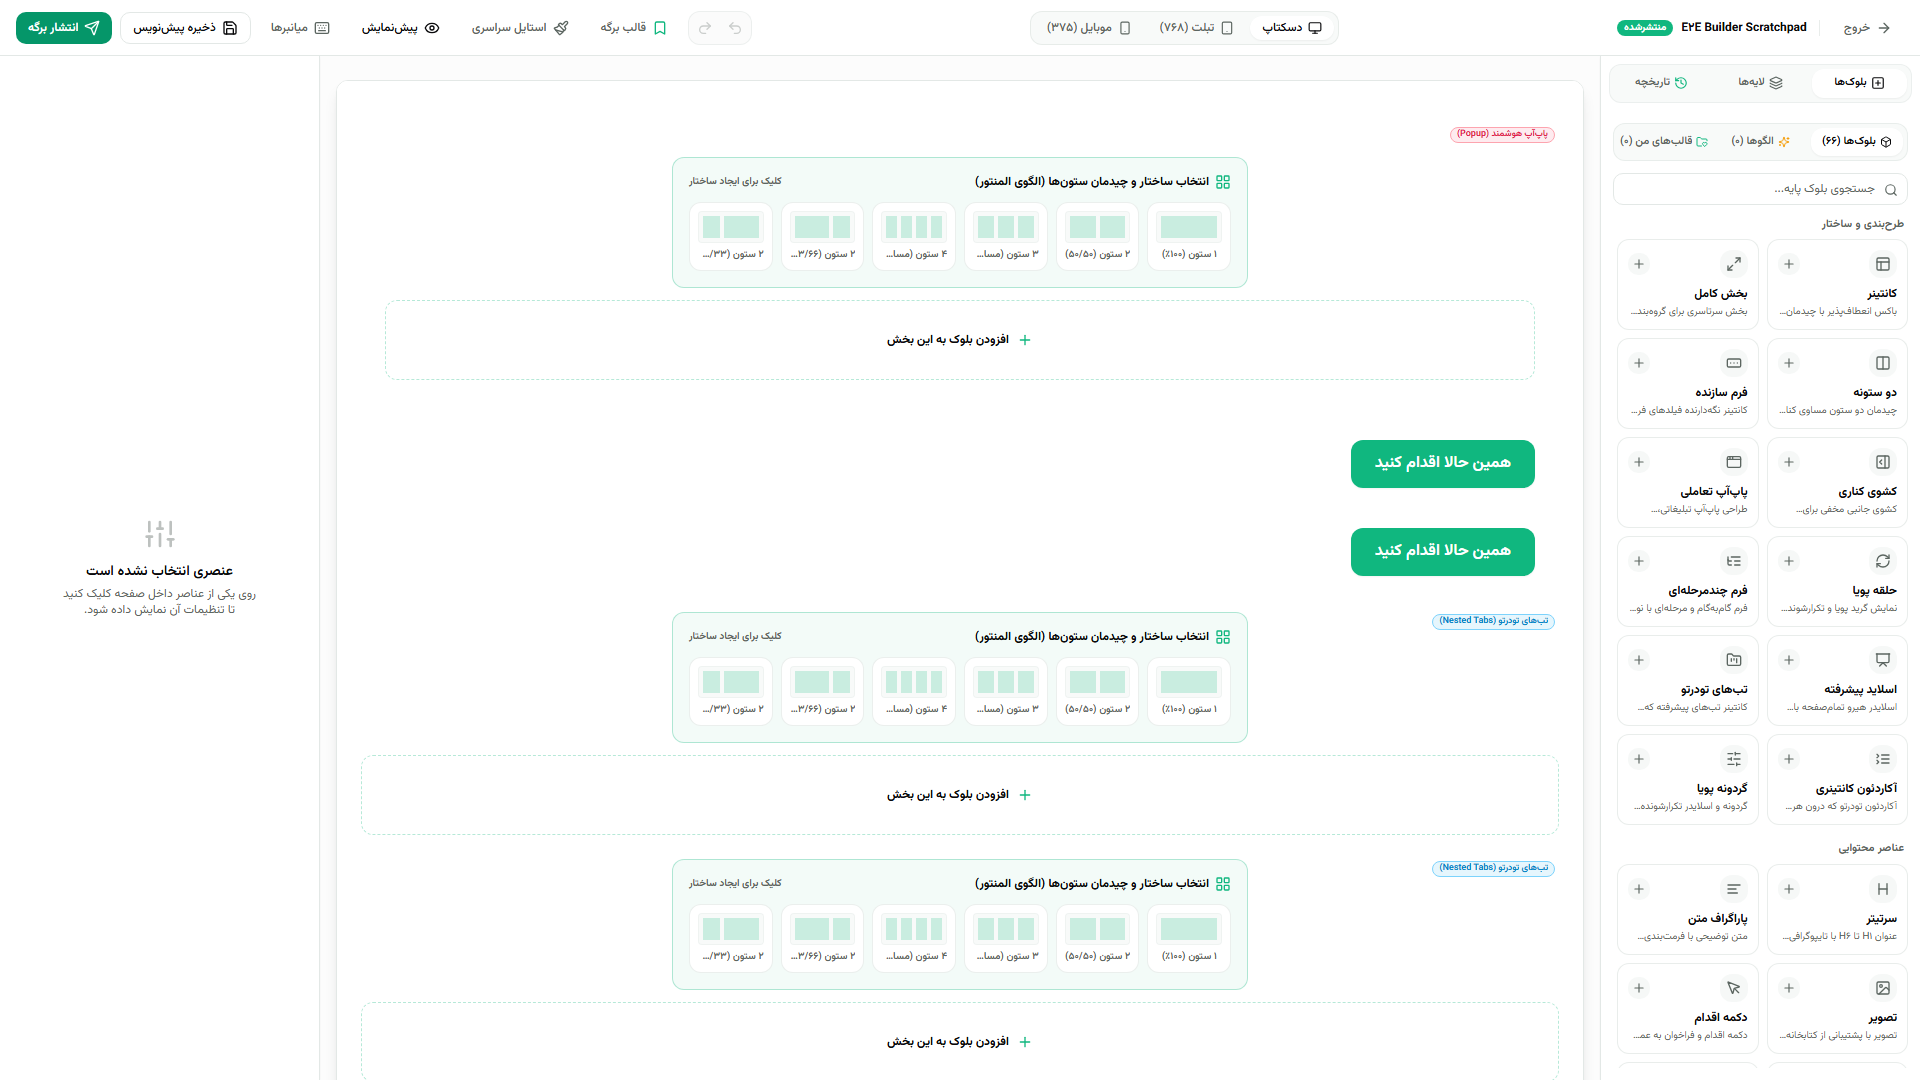 خروج
E۲E Builder Scratchpad
منتشرشده
دسکتاپ
تبلت (۷۶۸)
موبایل (۳۷۵)
قالب برگه
استایل سراسری
پیش‌نمایش
میانبرها
ذخیره پیش‌نویس
انتشار برگه
بلوک‌ها
لایه‌ها
تاریخچه
بلوک‌ها (۶۶)
الگوها (۰)
قالب‌های من (۰)
جستجوی بلوک پایه...
طرح‌بندی و ساختار
کانتینر
باکس انعطاف‌پذیر با چیدمان...
بخش کامل
بخش سرتاسری برای گروه‌بند...
دو ستونه
چیدمان دو ستون مساوی کنا...
فرم سازنده
کانتینر نگه‌دارنده فیلدهای فر...
کشوی کناری
کشوی جانبی مخفی برای...
پاپ‌آپ تعاملی
طراحی پاپ‌آپ تبلیغاتی،...
حلقه پویا
نمایش گرید پویا و تکرارشوند...
فرم چندمرحله‌ای
فرم گام‌به‌گام و مرحله‌ای با نو...
اسلاید پیشرفته
اسلایدر هیرو تمام‌صفحه با...
تب‌های تودرتو
کانتینر تب‌های پیشرفته که...
آکاردئون کانتینری
آکاردئون تودرتو که درون هر...
گردونه پویا
گردونه و اسلایدر تکرارشونده...
عناصر محتوایی
سرتیتر
عنوان H۱ تا H۶ با تایپوگرافی...
پاراگراف متن
متن توضیحی با فرمت‌بندی...
تصویر
تصویر با پشتیبانی از کتابخانه...
دکمه اقدام
دکمه اقدام و فراخوان به عمـ...
پاپ‌آپ هوشمند (Popup)
انتخاب ساختار و چیدمان ستون‌ها (الگوی المنتور)
کلیک برای ایجاد ساختار
۱ ستون (۱۰۰٪)
۲ ستون (۵۰/۵۰)
۳ ستون (مسا...
۴ ستون (مسا...
۲ ستون (۳/۶۶...
۲ ستون (۳۳/...
افزودن بلوک به این بخش
همین حالا اقدام کنید
همین حالا اقدام کنید
تب‌های تودرتو (Nested Tabs)
انتخاب ساختار و چیدمان ستون‌ها (الگوی المنتور)
کلیک برای ایجاد ساختار
۱ ستون (۱۰۰٪)
۲ ستون (۵۰/۵۰)
۳ ستون (مسا...
۴ ستون (مسا...
۲ ستون (۳/۶۶...
۲ ستون (۳۳/...
افزودن بلوک به این بخش
تب‌های تودرتو (Nested Tabs)
انتخاب ساختار و چیدمان ستون‌ها (الگوی المنتور)
کلیک برای ایجاد ساختار
۱ ستون (۱۰۰٪)
۲ ستون (۵۰/۵۰)
۳ ستون (مسا...
۴ ستون (مسا...
۲ ستون (۳/۶۶...
۲ ستون (۳۳/...
افزودن بلوک به این بخش
عنصری انتخاب نشده است
روی یکی از عناصر داخل صفحه کلیک کنید
تا تنظیمات آن نمایش داده شود.